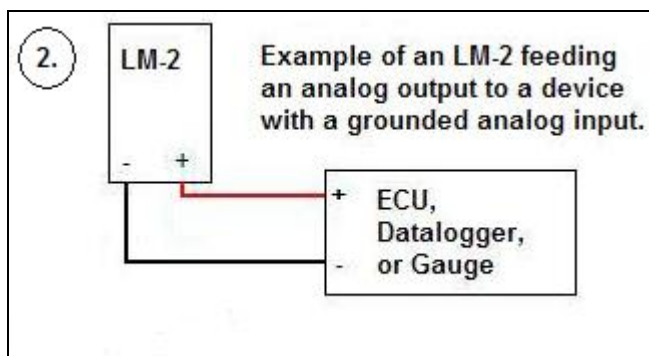 2.
LM-2
Example of an LM-2 feeding
an analog output to a device
with a grounded analog input.
- +
+ ECU,
Datalogger,
- or Gauge